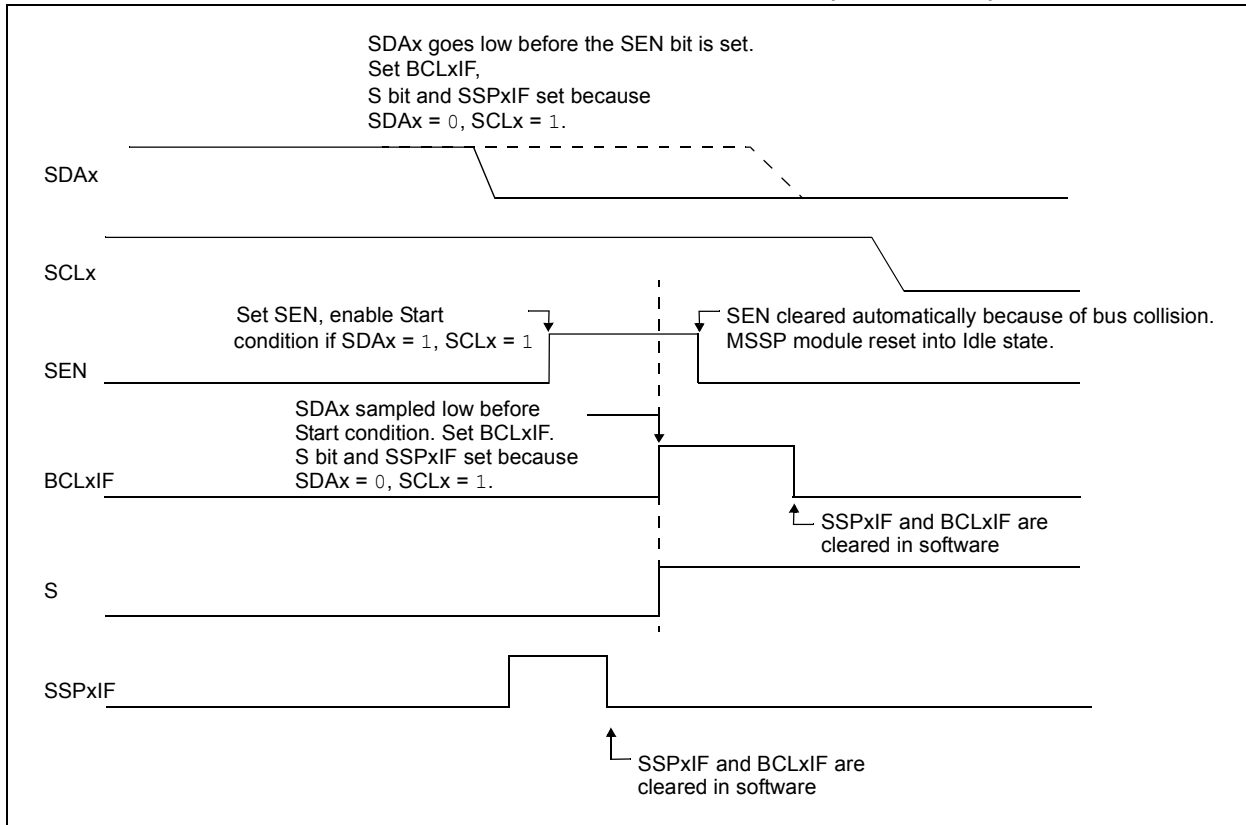 SDAx goes low before the SEN bit is set.
Set BCLxIF,
S bit and SSPxIF set because
SDAx = 0, SCLx = 1.
SDAx
SCLx
Set SEN, enable Start
condition if SDAx = 1, SCLx = 1
SEN cleared automatically because of bus collision.
MSSP module reset into Idle state.
SEN
SDAx sampled low before
Start condition. Set BCLxIF.
S bit and SSPxIF set because
SDAx = 0, SCLx = 1.
BCLxIF
SSPxIF and BCLxIF are
cleared in software
S
SSPxIF
SSPxIF and BCLxIF are
cleared in software